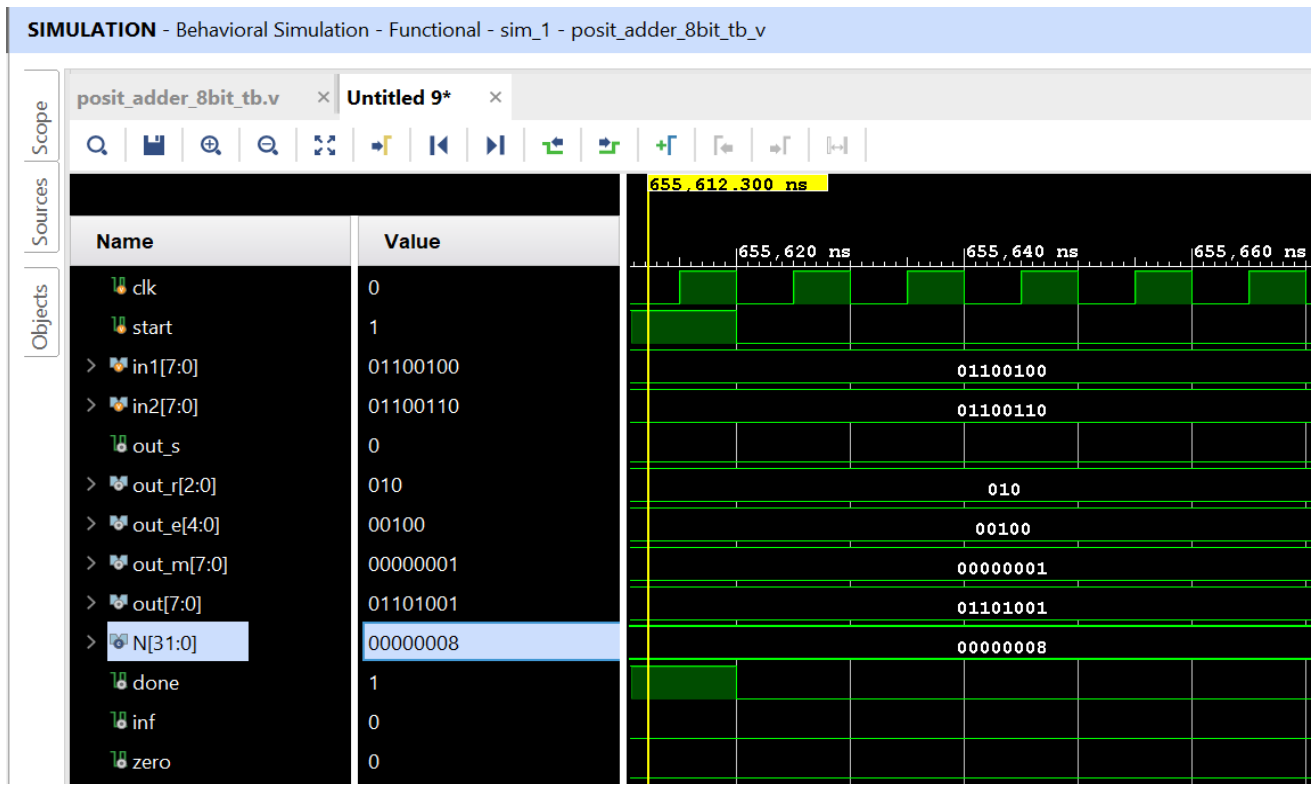 SIMULATION - Behavioral Simulation - Functional - sim_1 - posit_adder_8bit_tb_v
Scope
Sources
Objects
posit_adder_8bit_tb.v × Untitled 9* ×
655,612.300 ns
Name Value
655,620 ns 655,640 ns 655,660 ns
clk 0
start 1
in1[7:0] 01100100 01100100
in2[7:0] 01100110 01100110
out_s 0
out_r[2:0] 010 010
out_e[4:0] 00100 00100
out_m[7:0] 00000001 00000001
out[7:0] 01101001 01101001
N[31:0] 00000008 00000008
done 1
inf 0
zero 0